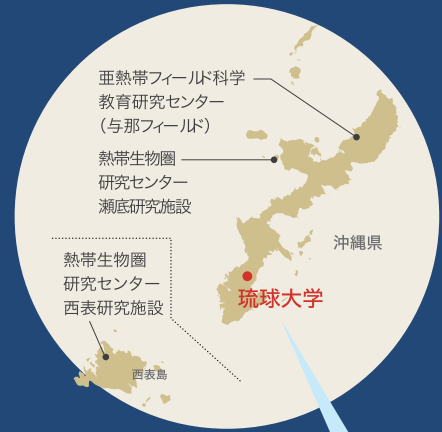 亜熱帯フィールド科学
教育研究センター
（与那フィールド）
熱帯生物圏
研究センター
瀬底研究施設
沖縄県
琉球大学
熱帯生物圏
研究センター
西表研究施設
西表島